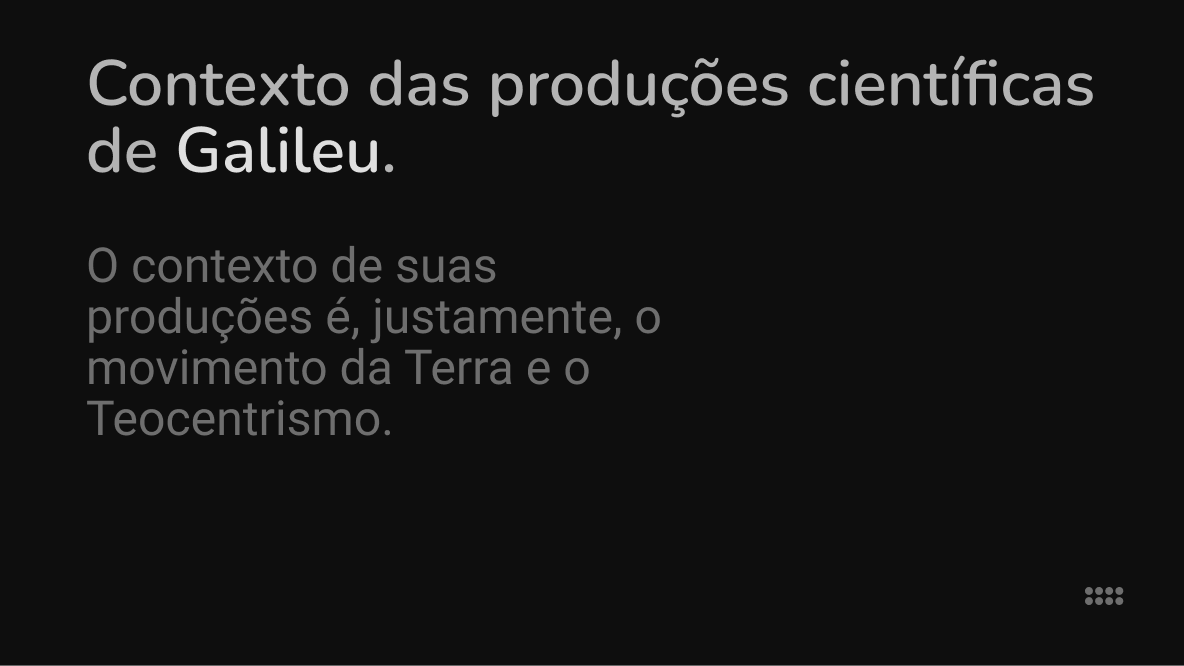 Contexto das produções científicas
de Galileu.
O contexto de suas
produções é, justamente, o
movimento da Terra e o
Teocentrismo.